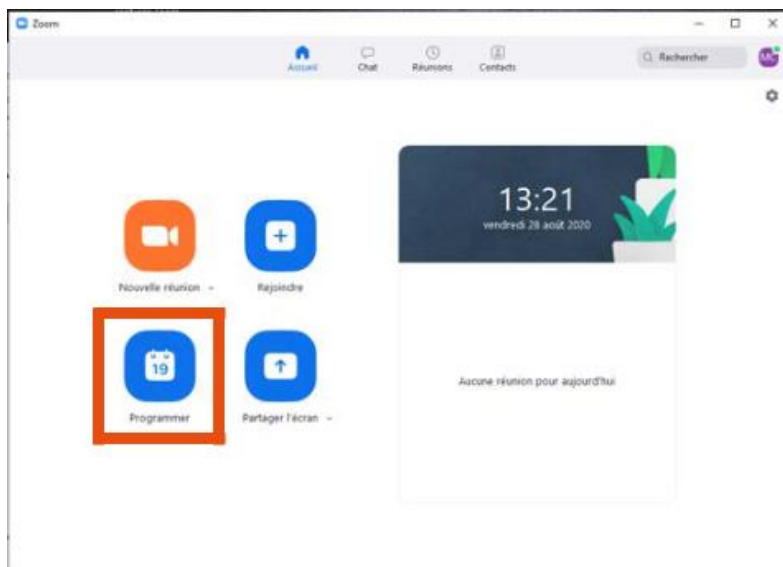 Zoom
Accueil
Chat
Réunions
Contacts
Rechercher
MG
13:21
vendredi 28 août 2020
Nouvelle réunion
Rejoindre
19
Programmer
Partager l'écran
Aucune réunion pour aujourd'hui